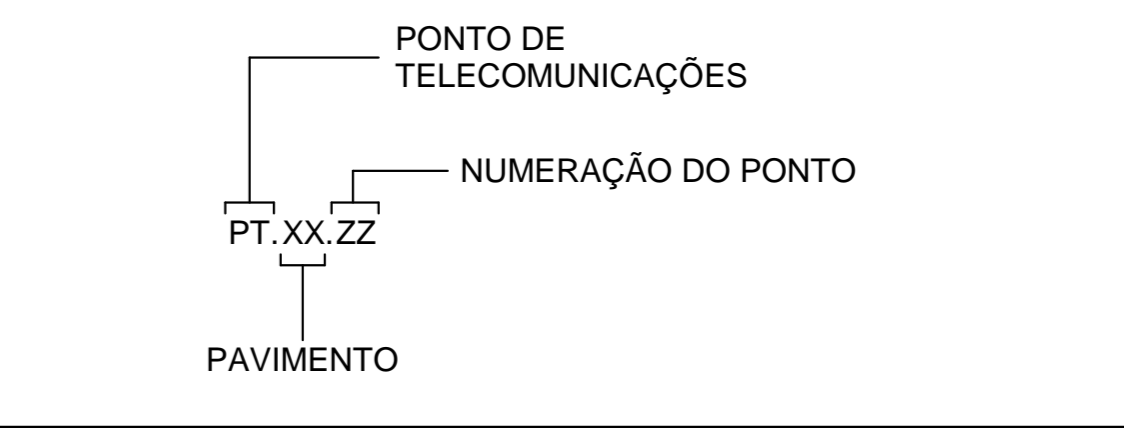 PONTO DE
TELECOMUNICAÇÕES
NUMERAÇÃO DO PONTO
PT.XX.ZZ
PAVIMENTO